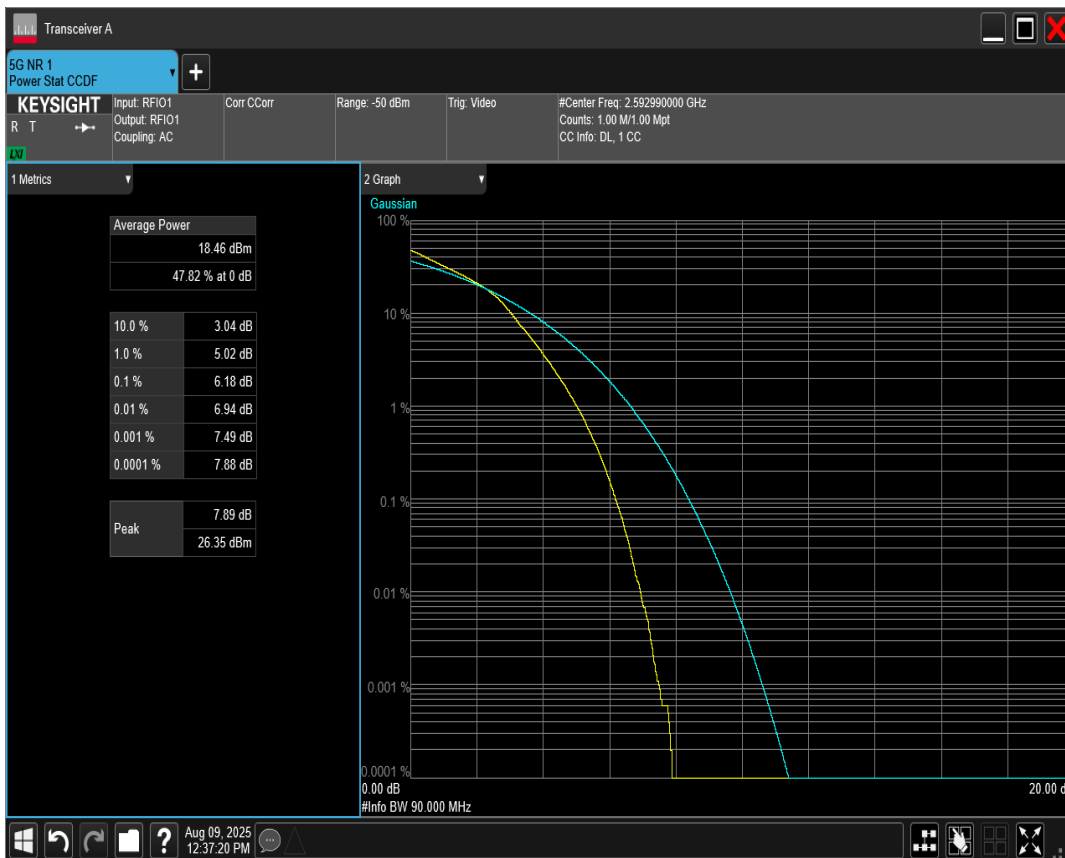 Transceiver A
5G NR 1
Power Stat CCDF
KEYSIGHT
R T
LXI
Input: RFIO1
Output: RFIO1
Coupling: AC
Corr CCorr
Range: -50 dBm
Trig: Video
#Center Freq: 2.592990000 GHz
Counts: 1.00 M/1.00 Mpt
CC Info: DL, 1 CC
1 Metrics
Average Power
18.46 dBm
47.82 % at 0 dB
10.0 % 3.04 dB
1.0 % 5.02 dB
0.1 % 6.18 dB
0.01 % 6.94 dB
0.001 % 7.49 dB
0.0001 % 7.88 dB
Peak
7.89 dB
26.35 dBm
2 Graph
Gaussian
100 %
10 %
1 %
0.1 %
0.01 %
0.001 %
0.0001 %
0.00 dB
20.00 d
#Info BW 90.000 MHz
?
Aug 09, 2025
12:37:20 PM